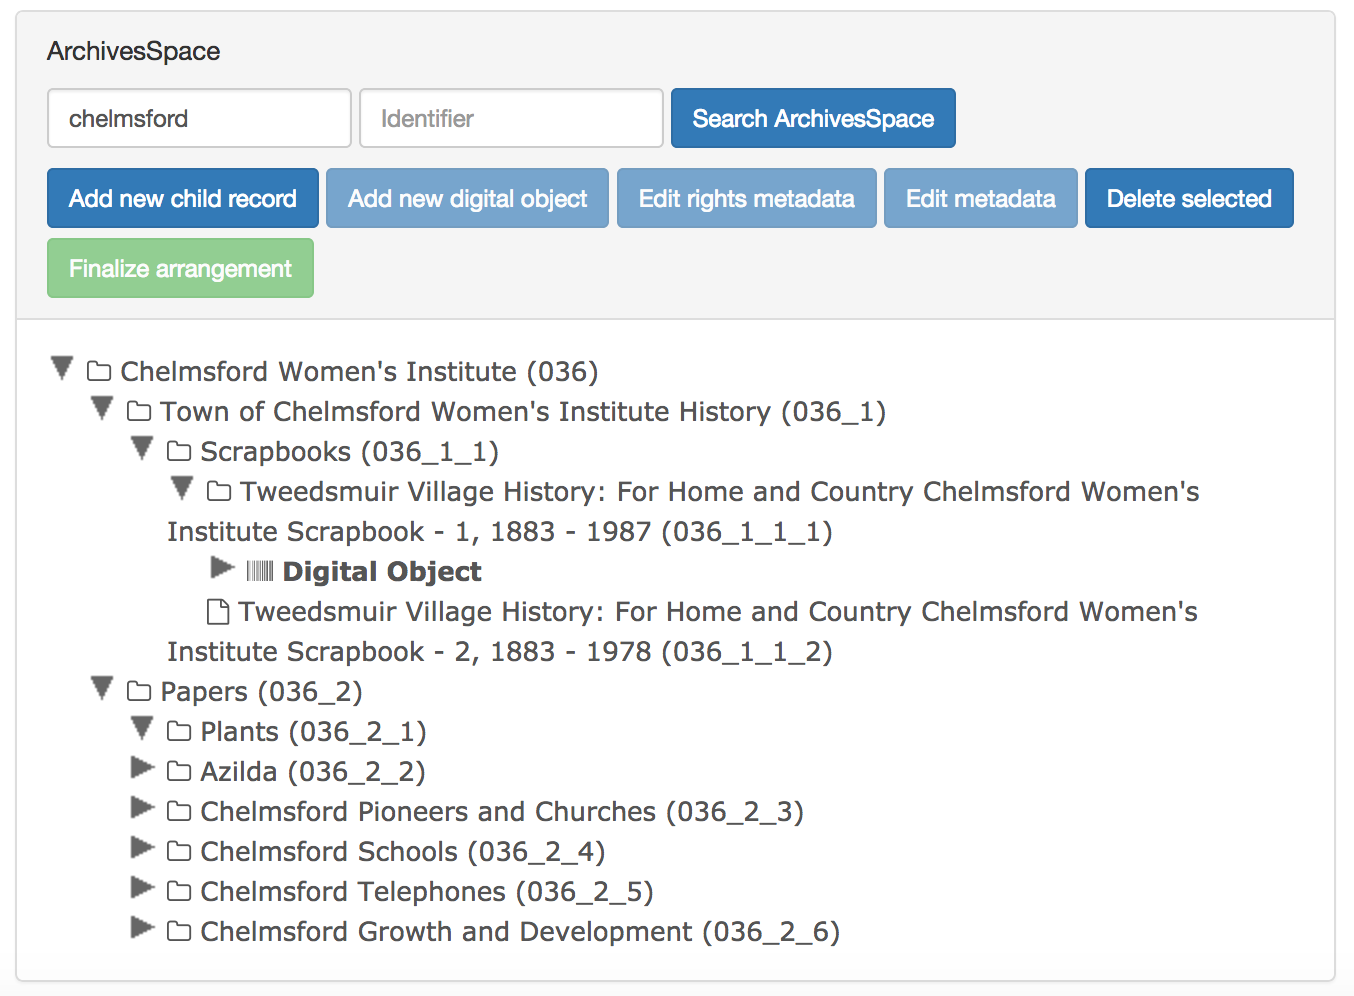 ArchivesSpace
chelmsford Identifier Search ArchivesSpace
Add new child record Add new digital object Edit rights metadata Edit metadata Delete selected
Finalize arrangement
Chelmsford Women's Institute (036)
Town of Chelmsford Women's Institute History (036_1)
Scrapbooks (036_1_1)
Tweedsmuir Village History: For Home and Country Chelmsford Women's
Institute Scrapbook - 1, 1883 - 1987 (036_1_1_1)
Digital Object
Tweedsmuir Village History: For Home and Country Chelmsford Women's
Institute Scrapbook - 2, 1883 - 1978 (036_1_1_2)
Papers (036_2)
Plants (036_2_1)
Azilda (036_2_2)
Chelmsford Pioneers and Churches (036_2_3)
Chelmsford Schools (036_2_4)
Chelmsford Telephones (036_2_5)
Chelmsford Growth and Development (036_2_6)